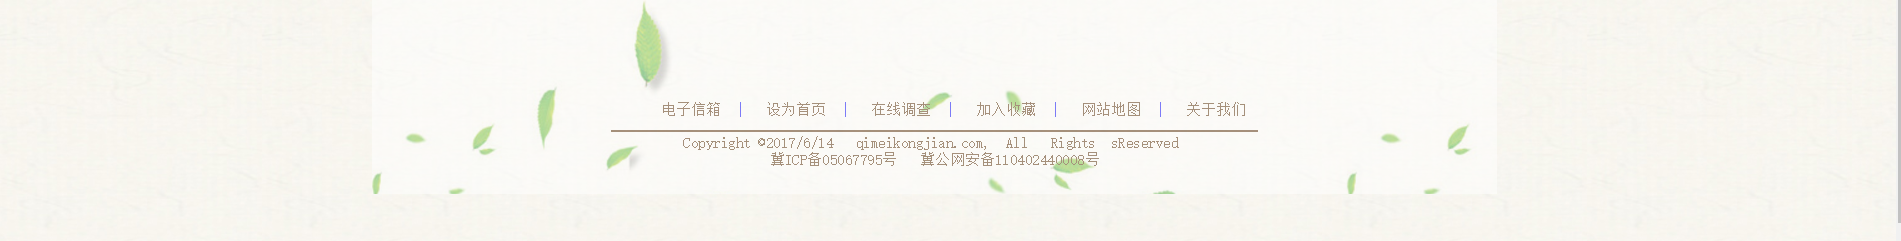 电子信箱 | 设为首页 | 在线调查 | 加入收藏 | 网站地图 | 关于我们
Copyright ©2017/6/14 qimeikongjian.com, All Rights sReserved
冀ICP备05067795号 冀公网安备110402440008号